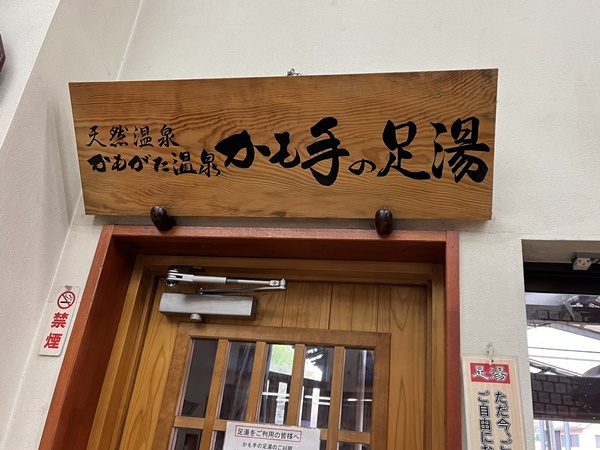 天然温泉
かもがた温泉
かも手の足湯
禁煙
足湯
ただ今、ご
ご自由に
足湯をご利用の皆様へ
かも手の足湯のご利用